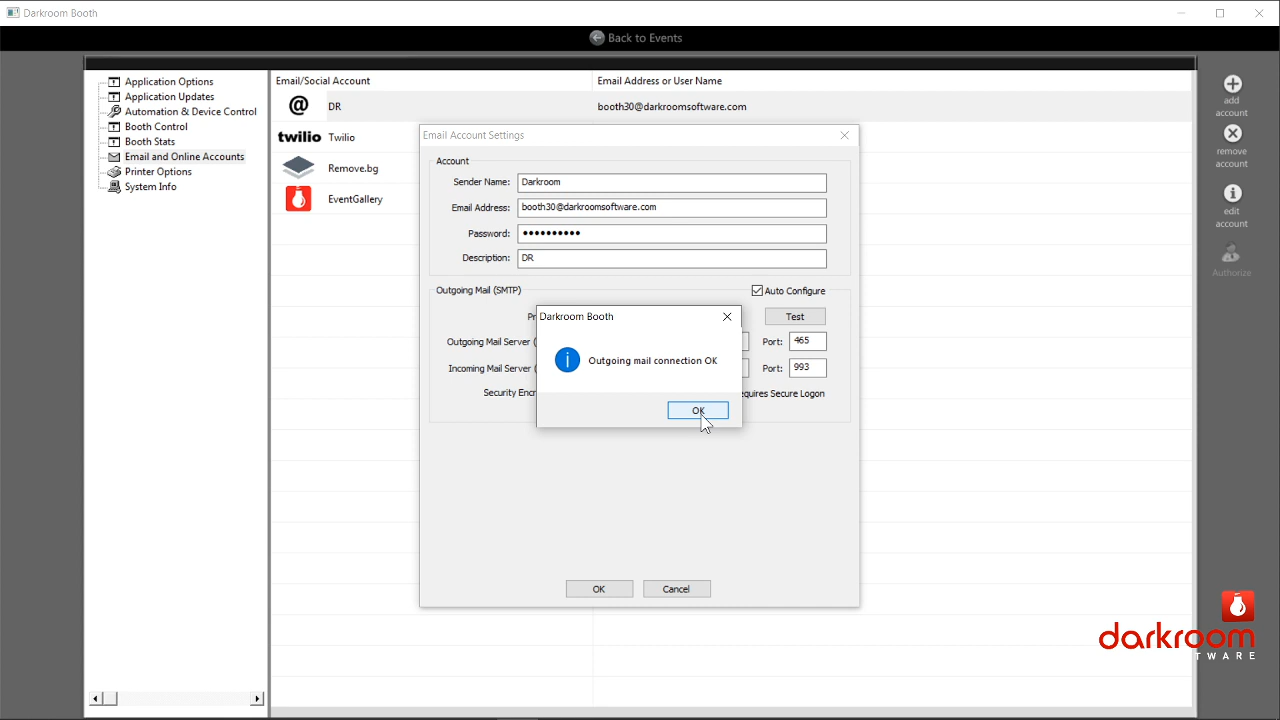 Darkroom Booth
Back to Events
Application Options
Application Updates
Automation & Device Control
Booth Control
Booth Stats
Email and Online Accounts
Printer Options
System Info
Email/Social Account
Email Address or User Name
@ DR
booth30@darkroomsoftware.com
twilio Twilio
Remove.bg
EventGallery
add
account
remove
account
edit
account
Authorize
Email Account Settings
Account
Sender Name: Darkroom
Email Address: booth30@darkroomsoftware.com
Password: ••••••••••
Description: DR
Outgoing Mail (SMTP)
Auto Configure
Test
Outgoing Mail Server (
Port: 465
Incoming Mail Server (
Port: 993
Security Encr
equires Secure Logon
Darkroom Booth
Outgoing mail connection OK
OK
OK
Cancel
darkroom
TWARE